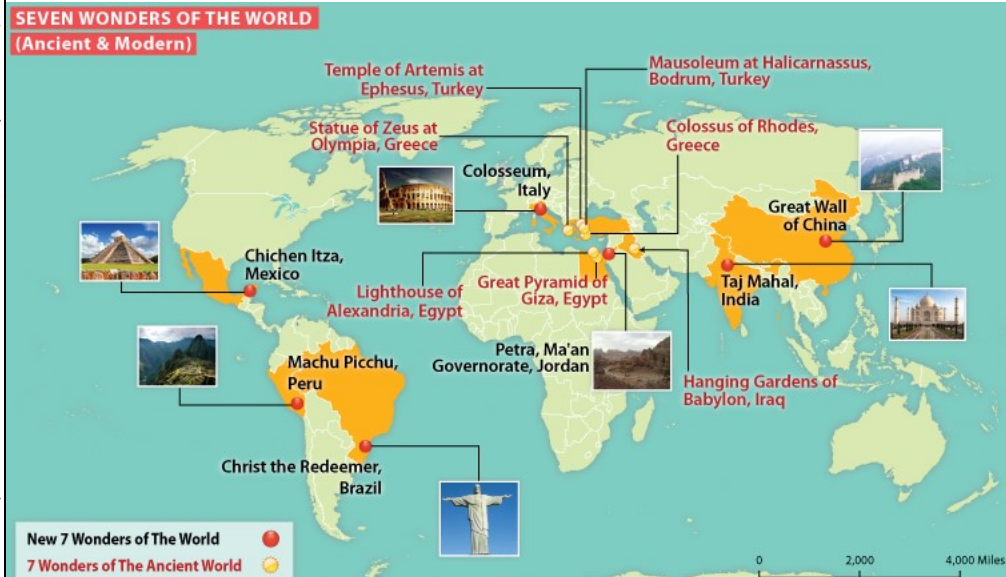 SEVEN WONDERS OF THE WORLD
(Ancient & Modern)
Temple of Artemis at
Ephesus, Turkey
Mausoleum at Halicarnassus,
Bodrum, Turkey
Statue of Zeus at
Olympia, Greece
Colossus of Rhodes,
Greece
Colosseum,
Italy
Great Wall
of China
Chichen Itza,
Mexico
Lighthouse of
Alexandria, Egypt
Great Pyramid of
Giza, Egypt
Taj Mahal,
India
Petra, Ma'an
Governorate, Jordan
Machu Picchu,
Peru
Hanging Gardens of
Babylon, Iraq
Christ the Redeemer,
Brazil
New 7 Wonders of The World
7 Wonders of The Ancient World
0 2,000 4,000 Miles